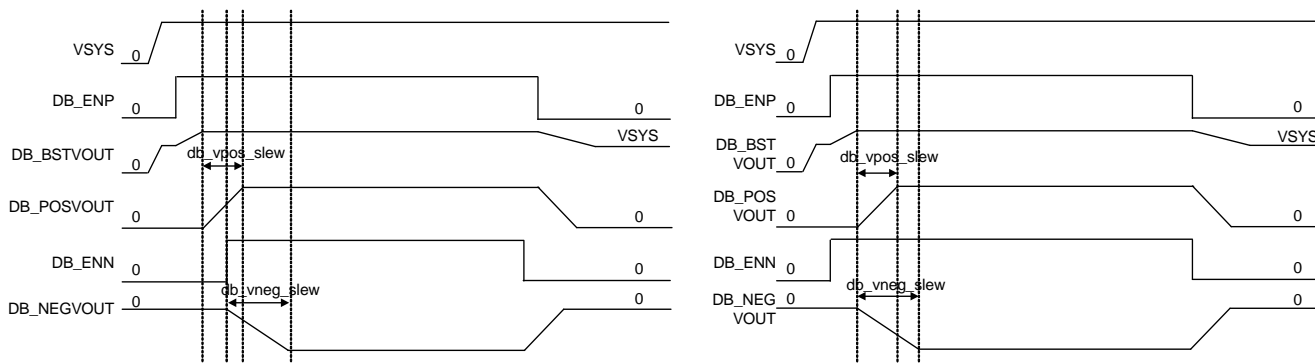 VSYS
0
DB_ENP
0
0
DB_BSTVOUT
0
VSYS
db_vpos_slew
DB_POSVOUT
0
0
DB_ENN
0
0
db_vneg_slew
DB_NEGVOUT
0
0
VSYS
0
DB_ENP
0
0
DB_BST
VOUT
0
VSYS
db_vpos_slew
DB_POS
VOUT
0
0
DB_ENN
0
0
db_vneg_slew
DB_NEG
VOUT
0
0